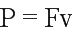 P = Fv